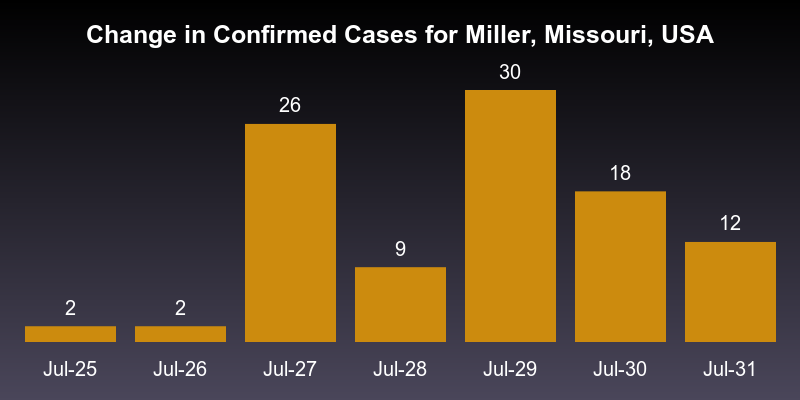 Change in Confirmed Cases for Miller, Missouri, USA
2
2
26
9
30
18
12
Jul-25
Jul-26
Jul-27
Jul-28
Jul-29
Jul-30
Jul-31